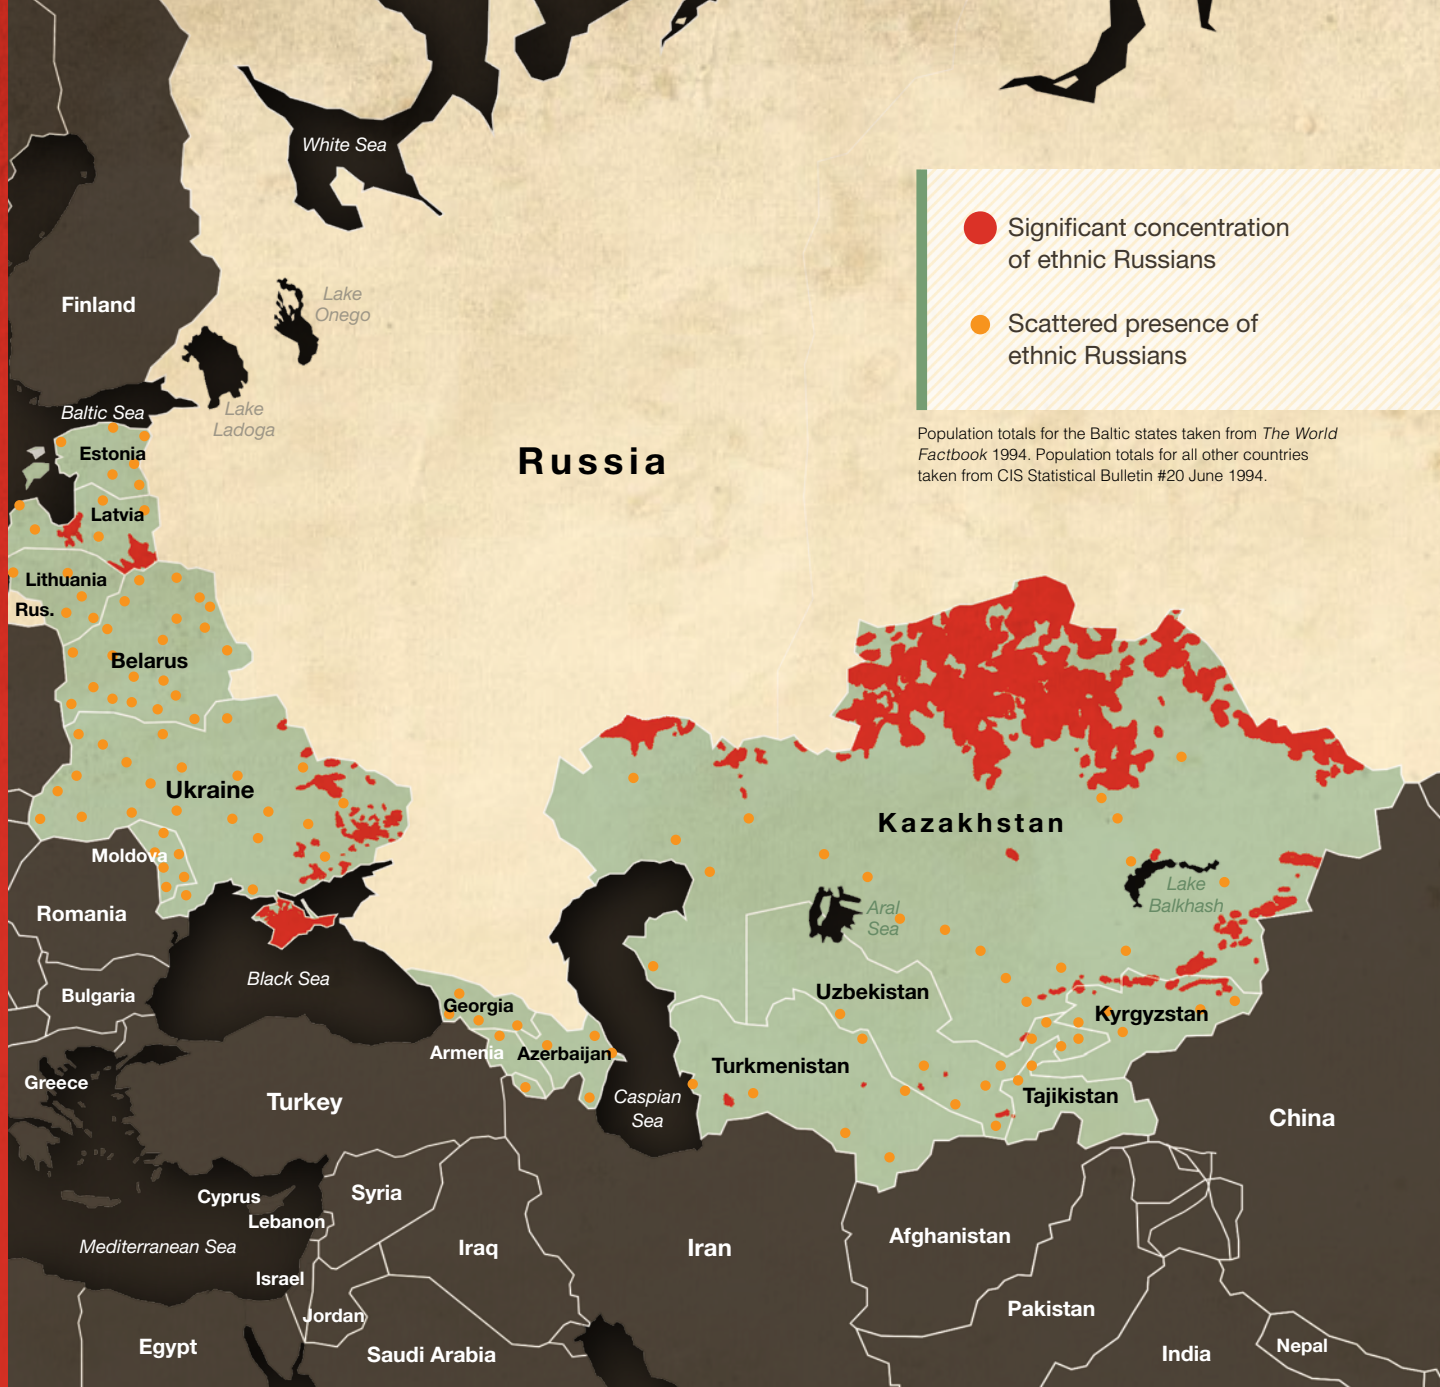 White Sea
Significant concentration
of ethnic Russians
Scattered presence of
ethnic Russians
Finland
Lake
Onego
Lake
Ladoga
Baltic Sea
Estonia
Russia
Population totals for the Baltic states taken from The World
Factbook 1994. Population totals for all other countries
taken from CIS Statistical Bulletin #20 June 1994.
Latvia
Lithuania
Rus.
Belarus
Ukraine
Kazakhstan
Moldova
Romania
Lake
Balkhash
Aral
Sea
Black Sea
Bulgaria
Uzbekistan
Georgia
Kyrgyzstan
Armenia
Azerbaijan
Turkmenistan
Greece
Turkey
Caspian
Sea
Tajikistan
China
Cyprus
Syria
Lebanon
Mediterranean Sea
Iraq
Iran
Afghanistan
Israel
Jordan
Pakistan
Egypt
Saudi Arabia
India
Nepal